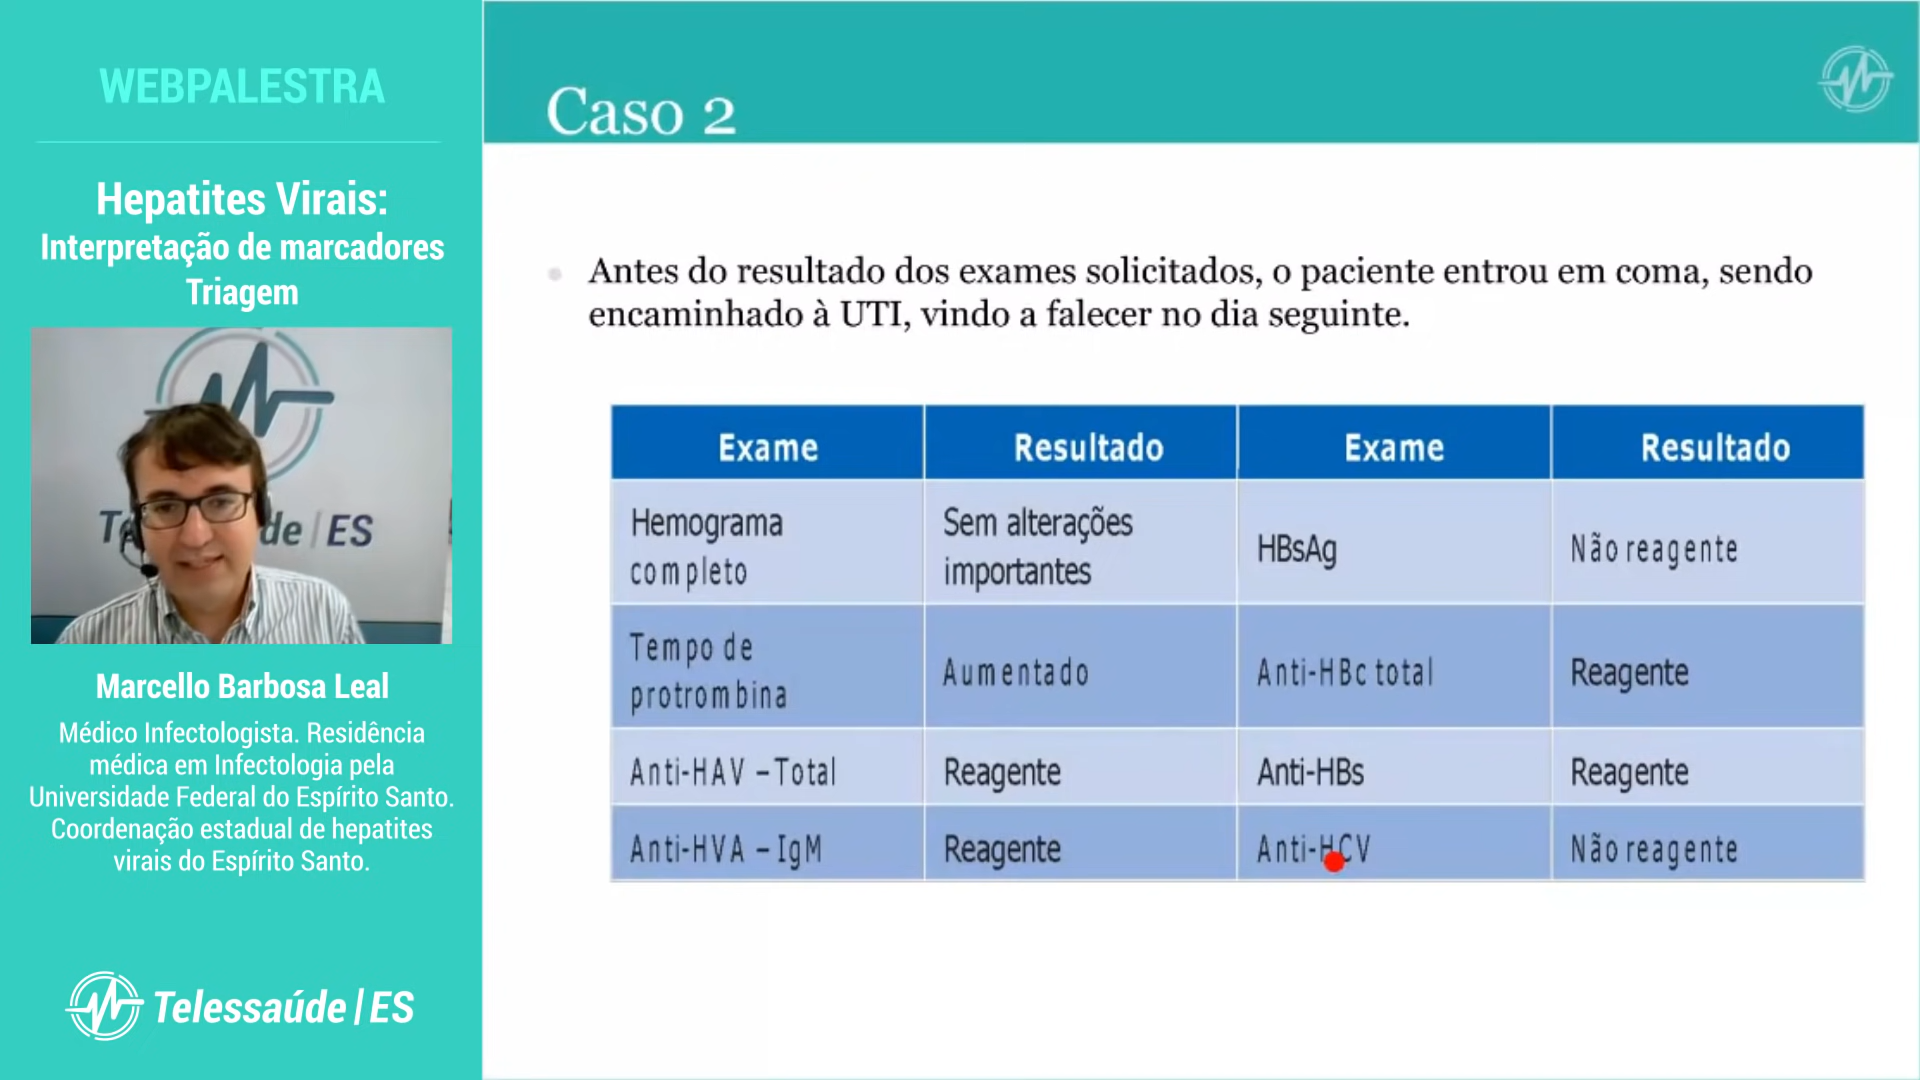 WEBPALESTRA
Hepatites Virais:
Interpretação de marcadores
Triagem
Telessaúde|ES
Marcello Barbosa Leal
Médico Infectologista. Residência
médica em Infectologia pela
Universidade Federal do Espírito Santo.
Coordenação estadual de hepatites
virais do Espírito Santo.
Telessaúde|ES
Caso 2
Antes do resultado dos exames solicitados, o paciente entrou em coma, sendo
encaminhado à UTI, vindo a falecer no dia seguinte.
Exame Resultado Exame Resultado
Hemograma completo Sem alterações importantes HBsAg Não reagente
Tempo de protrombina Aumentado Anti-HBc total Reagente
Anti-HAV – Total Reagente Anti-HBs Reagente
Anti-HVA – IgM Reagente Anti-HCV Não reagente